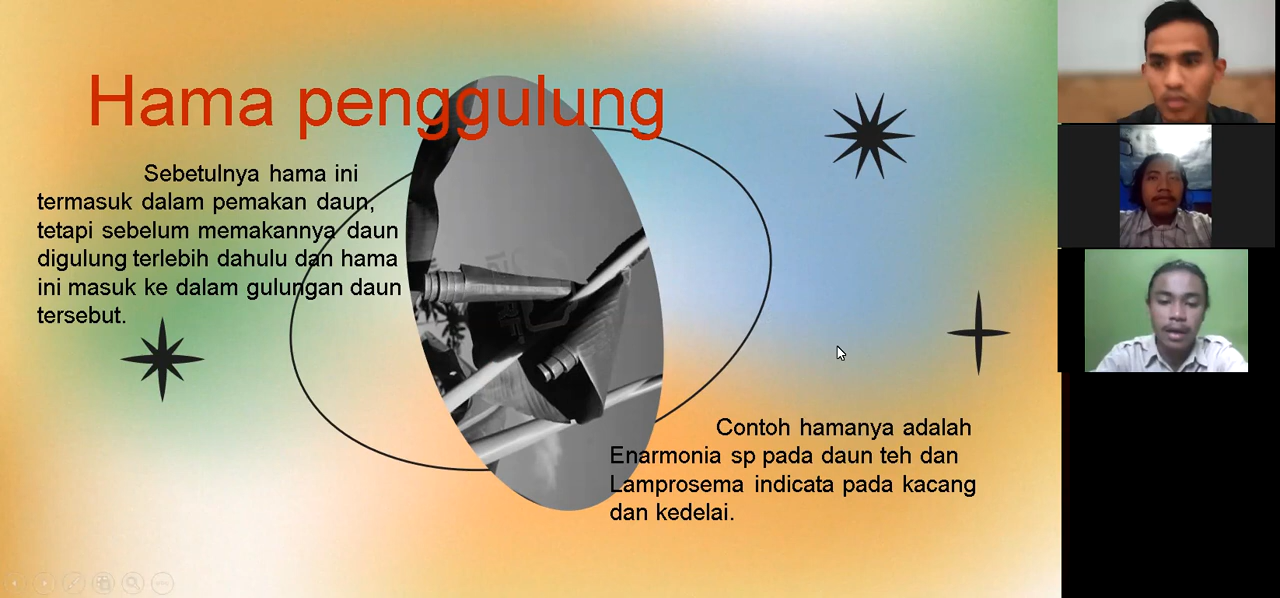 Hama penggulung
Sebetulnya hama ini
termasuk dalam pemakan daun,
tetapi sebelum memakannya daun
digulung terlebih dahulu dan hama
ini masuk ke dalam gulungan daun
tersebut.
Contoh hamanya adalah
Enarmonia sp pada daun teh dan
Lamprosema indicata pada kacang
dan kedelai.